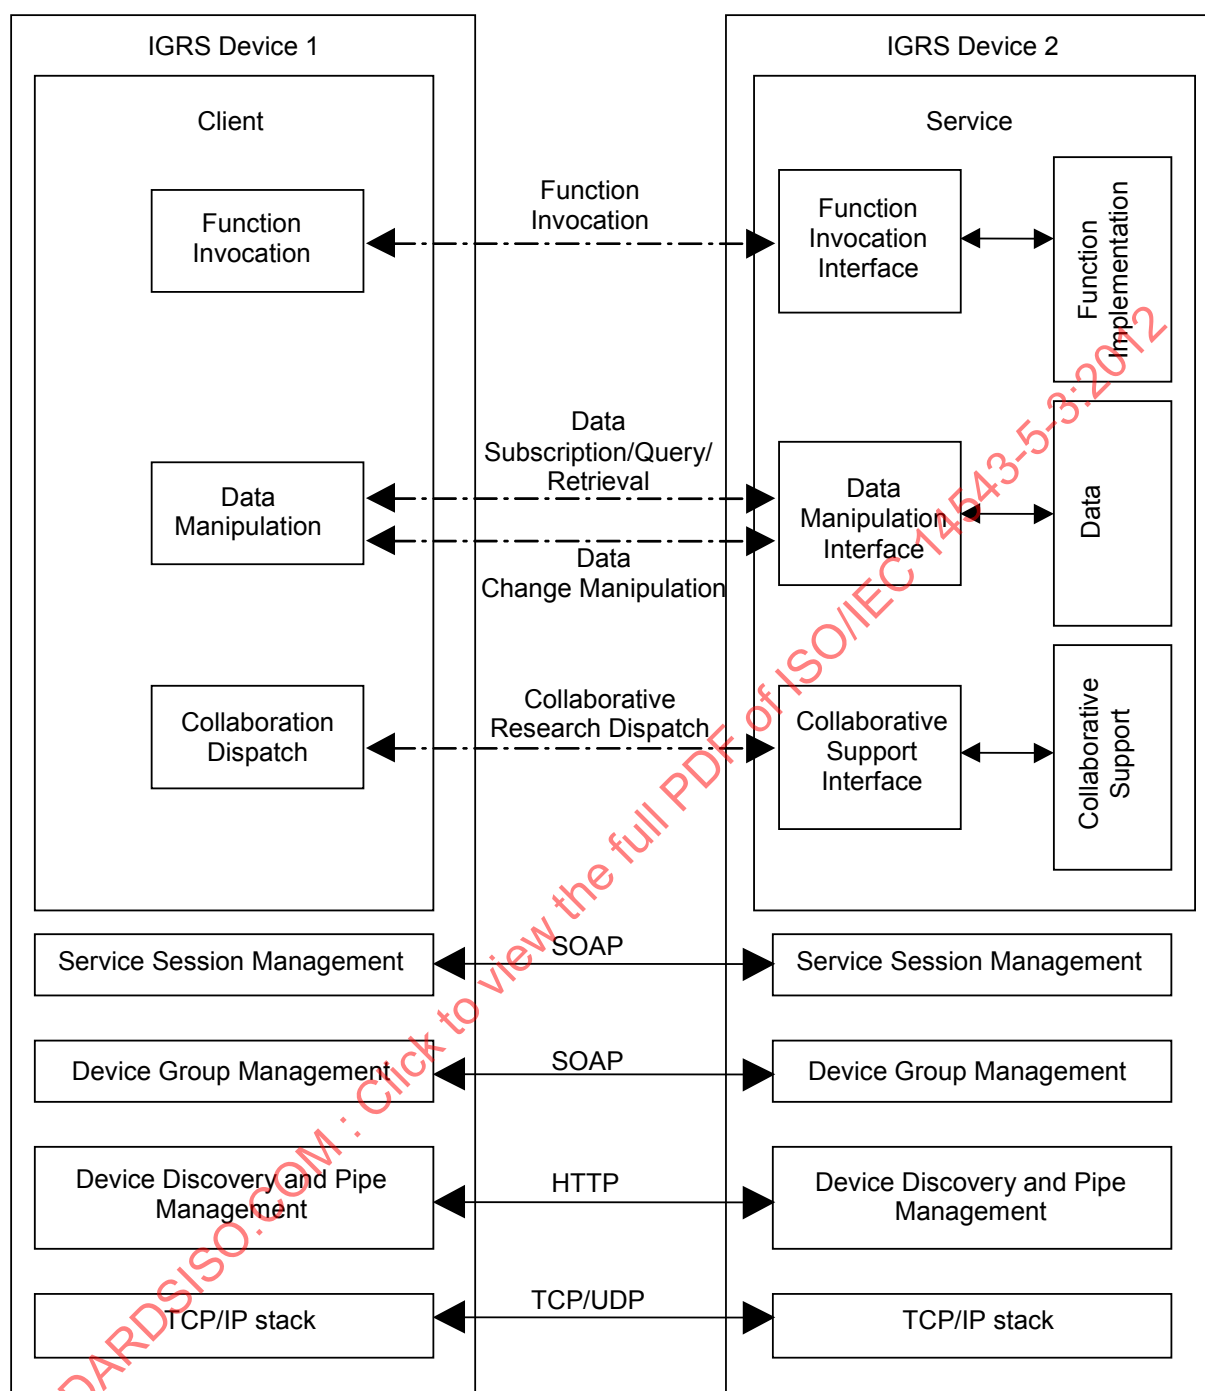 IGRS Device 1
IGRS Device 2
Client
Service
Function
Invocation
Function
Invocation
Function
Invocation
Interface
Function
Implementation
Data
Manipulation
Data
Subscription/Query/
Retrieval
Data
Change Manipulation
Data
Manipulation
Interface
Data
Collaboration
Dispatch
Collaborative
Research Dispatch
Collaborative
Support
Interface
Collaborative
Support
Service Session Management
SOAP
Service Session Management
Device Group Management
SOAP
Device Group Management
Device Discovery and Pipe
Management
HTTP
Device Discovery and Pipe
Management
TCP/IP stack
TCP/UDP
TCP/IP stack
DARDSISO.COM : Click to view the full PDF of ISO/IEC 14543-5-3:2012